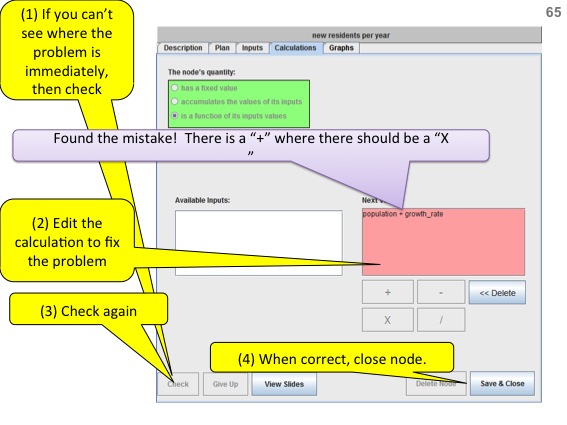 65
(1) If you can't
see where the
problem is
immediately,
then check
new residents per year
Description Plan Inputs Calculations Graphs
The node's quantity:
has a fixed value
accumulates the values of its inputs
is a function of its inputs values
Found the mistake! There is a “+” where there should be a “X
”
Available Inputs:
Next
population + growth_rate
(2) Edit the
calculation to fix
the problem
+ - << Delete
X /
(3) Check again
(4) When correct, close node.
Check Give Up View Slides Delete Node Save & Close